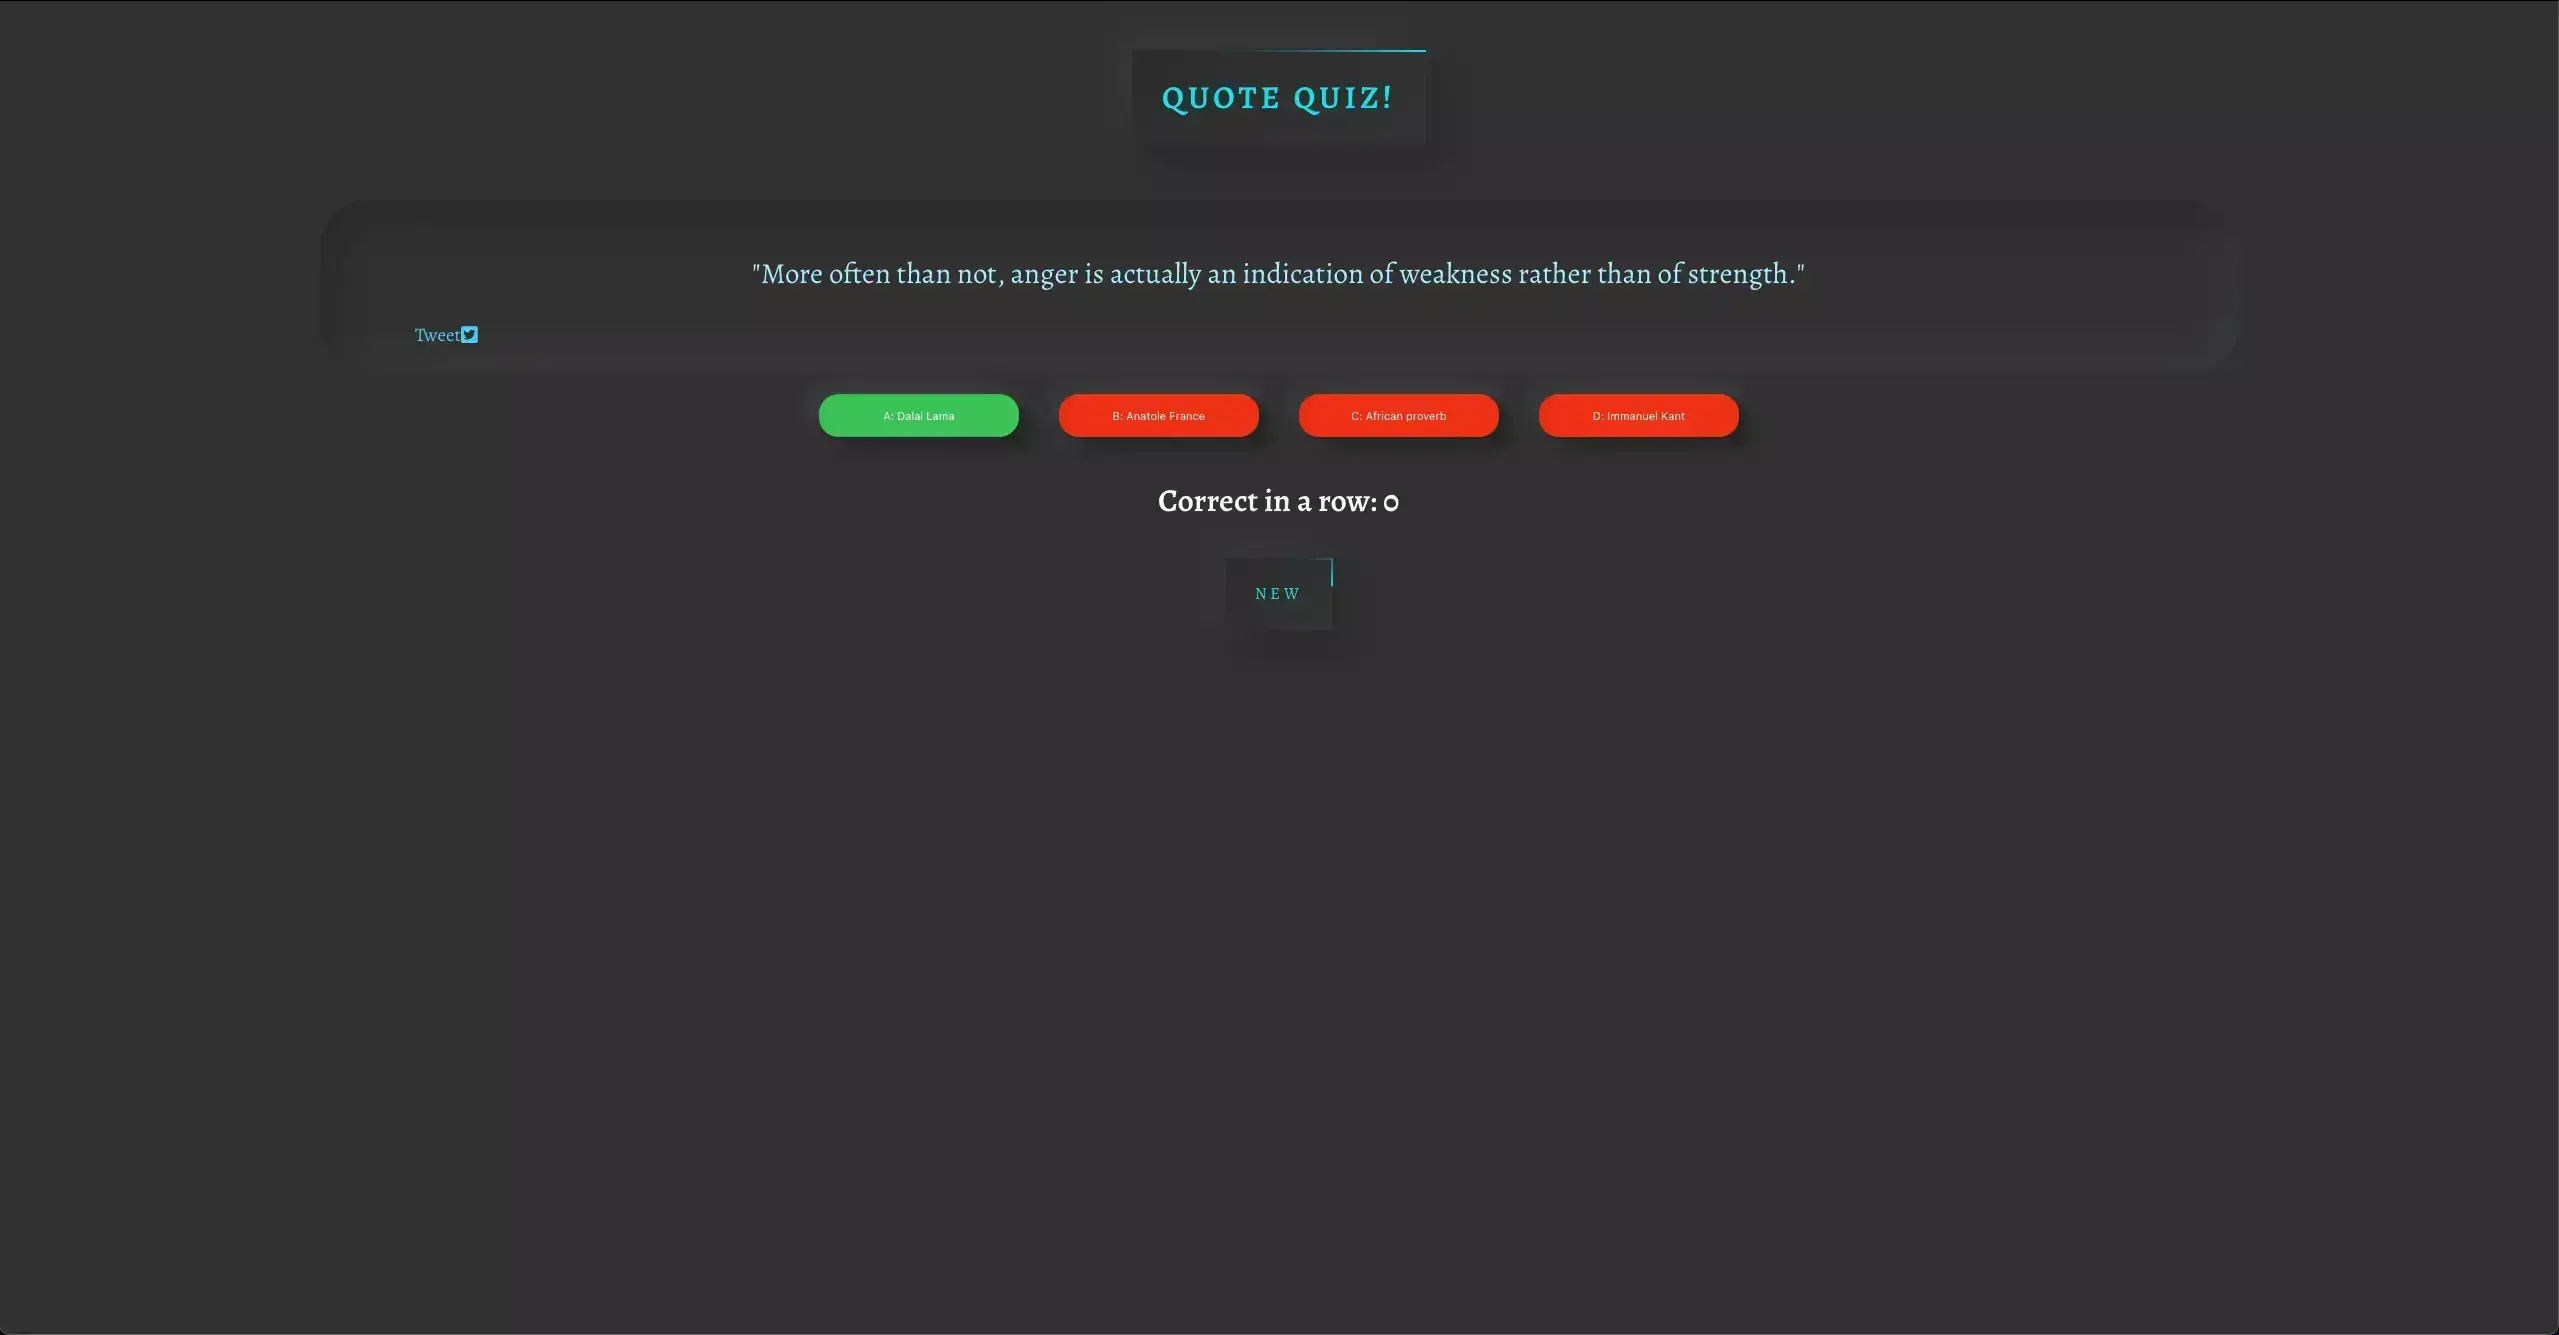 QUOTE QUIZ!
"More often than not, anger is actually an indication of weakness rather than of strength."
Tweet
A: Dalai Lama
B: Anatole France
C: African proverb
D: Immanuel Kant
Correct in a row: 0
NEW